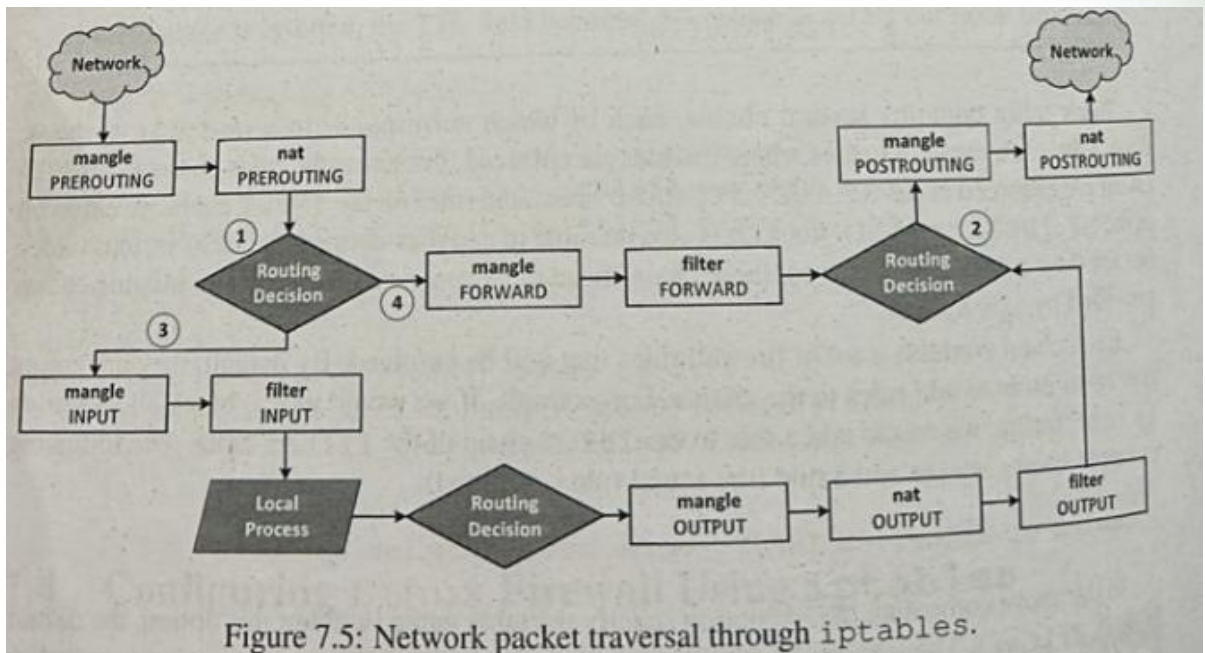 Network
Network
mangle
PREROUTING
nat
PREROUTING
mangle
POSTROUTING
nat
POSTROUTING
1
Routing
Decision
4
mangle
FORWARD
filter
FORWARD
2
Routing
Decision
3
mangle
INPUT
filter
INPUT
Local
Process
Routing
Decision
mangle
OUTPUT
nat
OUTPUT
filter
OUTPUT
Figure 7.5: Network packet traversal through iptables.